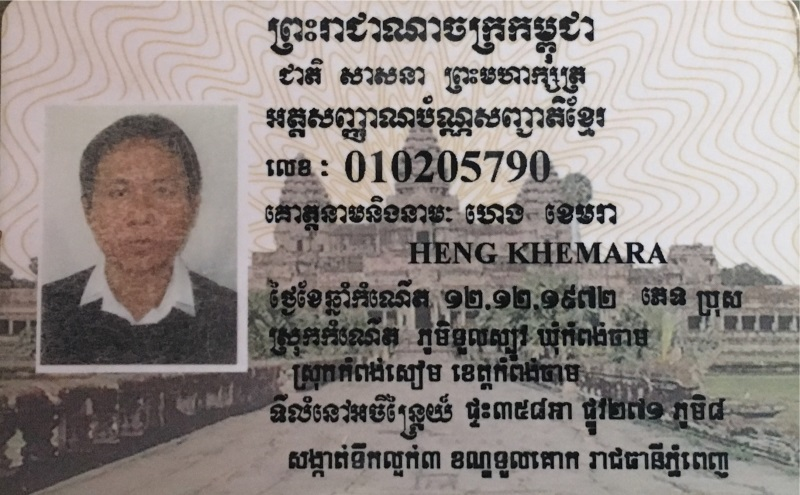 ព្រះរាជាណាចក្រកម្ពុជា
ជាតិ សាសនា ព្រះមហាក្សត្រ
អត្តសញ្ញាណប័ណ្ណសញ្ជាតិខ្មែរ
លេខ : 010205790
គោត្តនាមនិងនាម: ហេង ខេមរា
HENG KHEMARA
ថ្ងៃខែឆ្នាំកំណើត ១២.១២.១៩៧២ ភេទ ប្រុស
ស្រុកកំណើត ភូមិទួលស្បូវ ឃុំកំពង់ចាម
ស្រុកកំពង់សៀម ខេត្តកំពង់ចាម
ទីលំនៅអចិន្ត្រៃយ៍ ផ្ទះ៣៥៨អា ផ្លូវ២៧១ ភូមិ៨
សង្កាត់ទឹកល្អក់៣ ខណ្ឌទួលគោក រាជធានីភ្នំពេញ